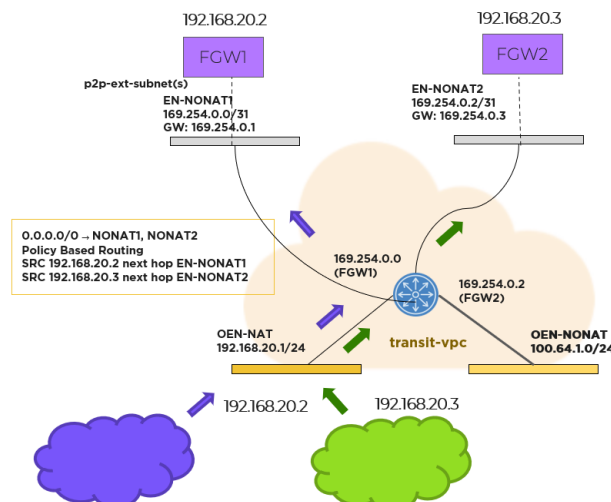 192.168.20.2
192.168.20.3
FGW1
FGW2
p2p-ext-subnet(s)
EN-NONAT1
169.254.0.0/31
GW: 169.254.0.1
EN-NONAT2
169.254.0.2/31
GW: 169.254.0.3
0.0.0.0/0→NONAT1, NONAT2
Policy Based Routing
SRC 192.168.20.2 next hop EN-NONAT1
SRC 192.168.20.3 next hop EN-NONAT2
169.254.0.0
(FGW1)
169.254.0.2
(FGW2)
OEN-NAT
192.168.20.1/24
transit-vpc
OEN-NONAT
100.64.1.0/24
192.168.20.2
192.168.20.3